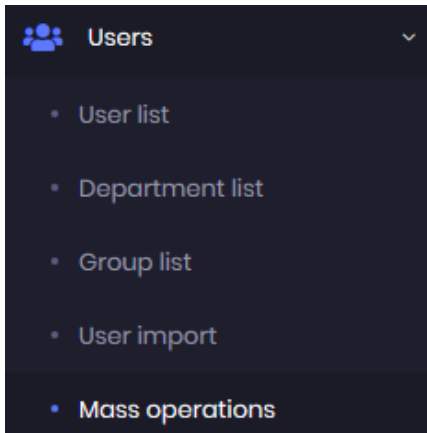 Users
User list
Department list
Group list
User import
Mass operations